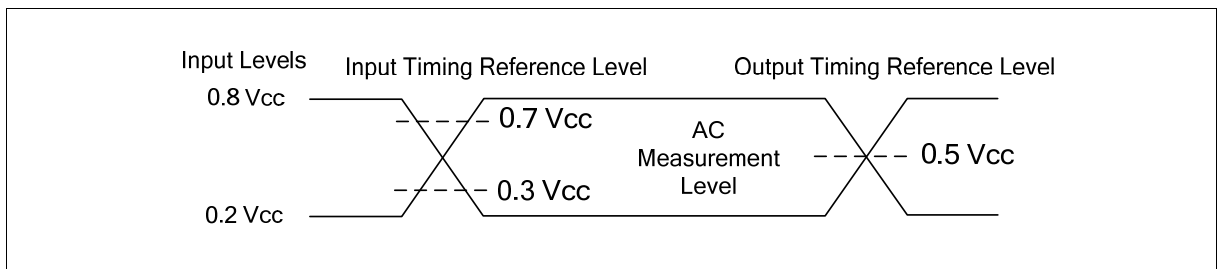 Input Levels
Input Timing Reference Level
Output Timing Reference Level
0.8 Vcc
0.7 Vcc
AC
Measurement
Level
0.5 Vcc
0.3 Vcc
0.2 Vcc